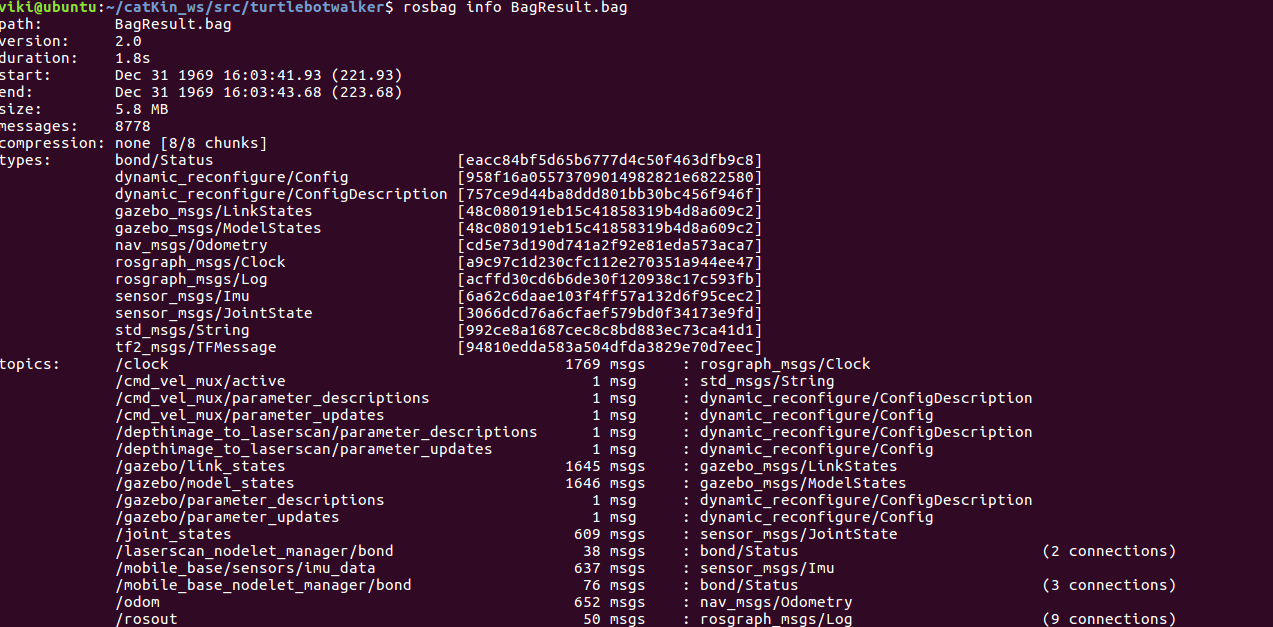 viki@ubuntu:~/catKin_ws/src/turtlebotwalker$ rosbag info BagResult.bag
path: BagResult.bag
version: 2.0
duration: 1.8s
start: Dec 31 1969 16:03:41.93 (221.93)
end: Dec 31 1969 16:03:43.68 (223.68)
size: 5.8 MB
messages: 8778
compression: none [8/8 chunks]
types: bond/Status [eacc84bf5d65b6777d4c50f463dfb9c8]
dynamic_reconfigure/Config [958f16a05573709014982821e6822580]
dynamic_reconfigure/ConfigDescription [757ce9d44ba8ddd801bb30bc456f946f]
gazebo_msgs/LinkStates [48c080191eb15c41858319b4d8a609c2]
gazebo_msgs/ModelStates [48c080191eb15c41858319b4d8a609c2]
nav_msgs/Odometry [cd5e73d190d741a2f92e81eda573aca7]
rosgraph_msgs/Clock [a9c97c1d230cfc112e270351a944ee47]
rosgraph_msgs/Log [acffd30cd6b6de30f120938c17c593fb]
sensor_msgs/Imu [6a62c6daae103f4ff57a132d6f95cec2]
sensor_msgs/JointState [3066dcd76a6cfaef579bd0f34173e9fd]
std_msgs/String [992ce8a1687cec8c8bd883ec73ca41d1]
tf2_msgs/TFMessage [94810edda583a504dfda3829e70d7eec]
topics: /clock 1769 msgs : rosgraph_msgs/Clock
/cmd_vel_mux/active 1 msg : std_msgs/String
/cmd_vel_mux/parameter_descriptions 1 msg : dynamic_reconfigure/ConfigDescription
/cmd_vel_mux/parameter_updates 1 msg : dynamic_reconfigure/Config
/depthimage_to_laserscan/parameter_descriptions 1 msg : dynamic_reconfigure/ConfigDescription
/depthimage_to_laserscan/parameter_updates 1 msg : dynamic_reconfigure/Config
/gazebo/link_states 1645 msgs : gazebo_msgs/LinkStates
/gazebo/model_states 1646 msgs : gazebo_msgs/ModelStates
/gazebo/parameter_descriptions 1 msg : dynamic_reconfigure/ConfigDescription
/gazebo/parameter_updates 1 msg : dynamic_reconfigure/Config
/joint_states 609 msgs : sensor_msgs/JointState
/laserscan_nodelet_manager/bond 38 msgs : bond/Status (2 connections)
/mobile_base/sensors/imu_data 637 msgs : sensor_msgs/Imu
/mobile_base_nodelet_manager/bond 76 msgs : bond/Status (3 connections)
/odom 652 msgs : nav_msgs/Odometry
/rosout 50 msgs : rosgraph_msgs/Log (9 connections)